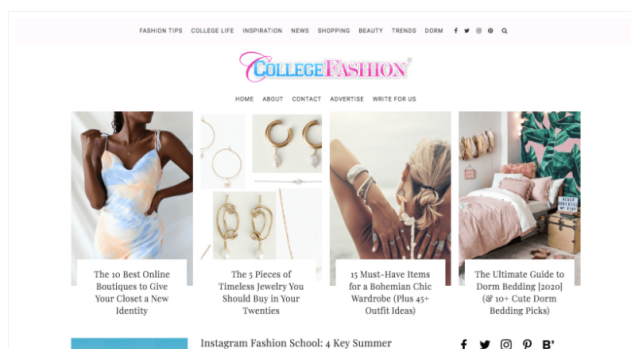 FASHION TIPS COLLEGE LIFE INSPIRATION NEWS SHOPPING BEAUTY TRENDS DORM
COLLEGEFASHION®
HOME ABOUT CONTACT ADVERTISE WRITE FOR US
The 10 Best Online
Boutiques to Give
Your Closet a New
Identity
The 5 Pieces of
Timeless Jewelry You
Should Buy in Your
Twenties
15 Must-Have Items
for a Bohemian Chic
Wardrobe (Plus 45+
Outfit Ideas)
The Ultimate Guide to
Dorm Bedding [2020]
(& 10+ Cute Dorm
Bedding Picks)
Instagram Fashion School: 4 Key Summer